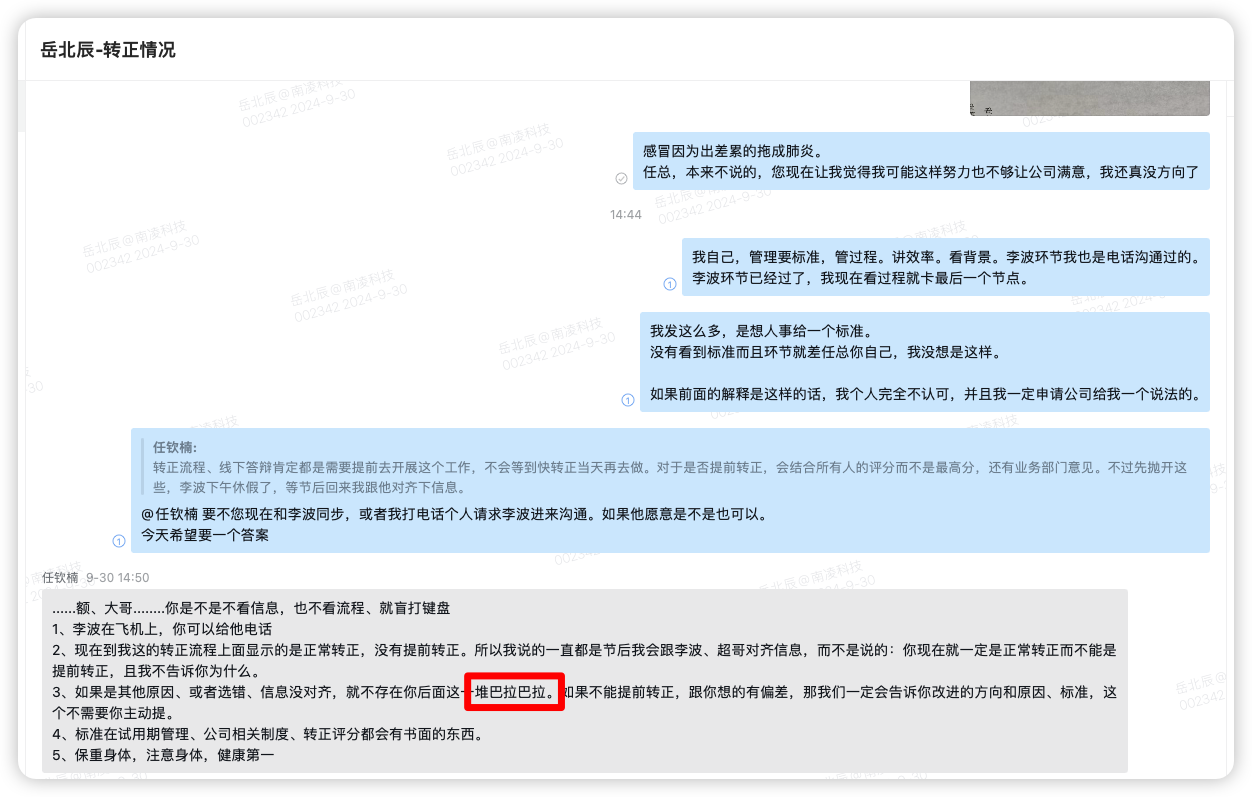 岳北辰-转正情况
岳北辰@南凌科技
002342 2024-9-30
感冒因为出差累的拖成肺炎。
任总，本来不说的，您现在让我觉得我可能这样努力也不够让公司满意，我还真没方向了
14:44
我自己，管理要标准，管过程。讲效率。看背景。李波环节我也是电话沟通过的。
李波环节已经过了，我现在看过程就卡最后一个节点。
我发这么多，是想人事给一个标准。
没有看到标准而且环节就差任总你自己，我没想是这样。
如果前面的解释是这样的话，我个人完全不认可，并且我一定申请公司给我一个说法的。
任钦楠:
转正流程、线下答辩肯定都是需要提前去开展这个工作，不会等到快转正当天再去做。对于是否提前转正，会结合所有人的评分而不是最高分，还有业务部门意见。不过先抛开这
些，李波下午休假了，等节后回来我跟他对齐下信息。
@任钦楠 要不您现在和李波同步，或者我打电话个人请求李波进来沟通。如果他愿意是不是也可以。
今天希望要一个答案
任钦楠 9-30 14:50
......额、大哥........你是不是不看信息，也不看流程、就盲打键盘
1、李波在飞机上，你可以给他电话
2、现在到我这的转正流程上面显示的是正常转正，没有提前转正。所以我说的一直都是节后我会跟李波、超哥对齐信息，而不是说的：你现在就一定是正常转正而不能是
提前转正，且我不告诉你为什么。
3、如果是其他原因、或者选错、信息没对齐，就不存在你后面这一堆巴拉巴拉。如果不能提前转正，跟你想的有偏差，那我们一定会告诉你改进的方向和原因、标准，这
个不需要你主动提。
4、标准在试用期管理、公司相关制度、转正评分都会有书面的东西。
5、保重身体，注意身体，健康第一